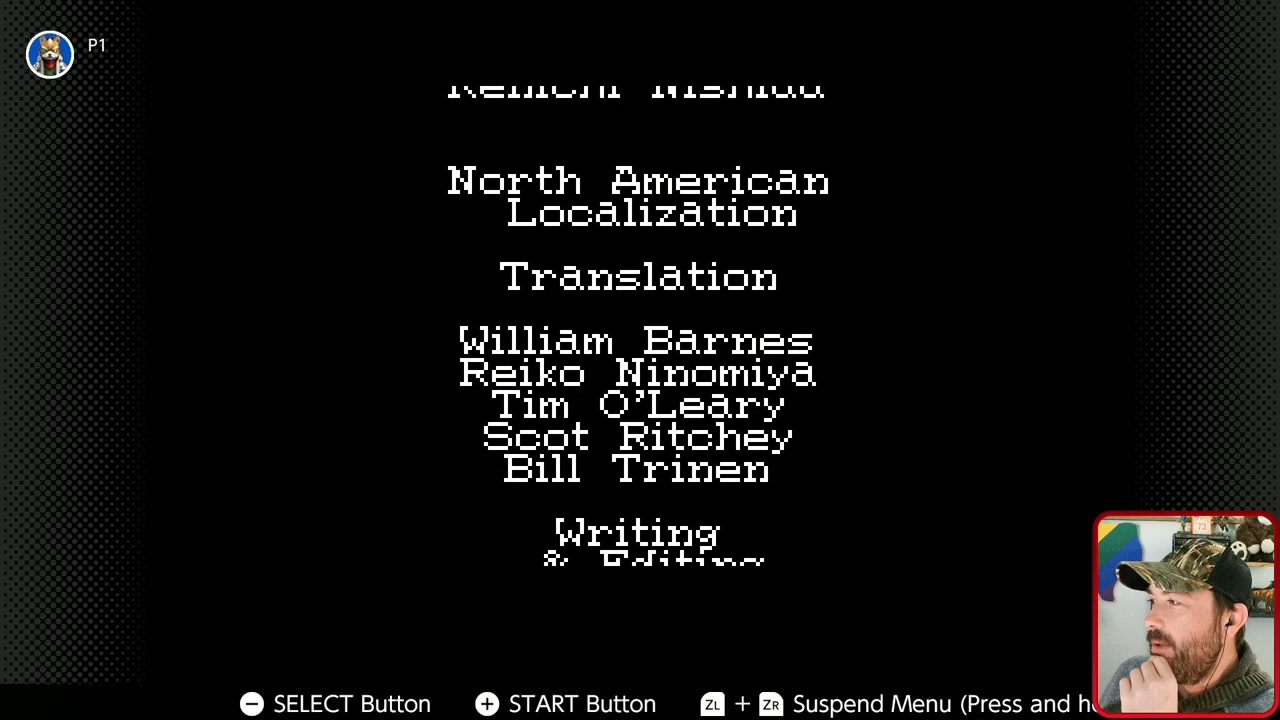 P1
North American
Localization
Translation
William Barnes
Reiko Ninomiya
Tim O'Leary
Scot Ritchey
Bill Trinen
Writing
& Editing
SELECT Button
START Button
ZL + ZR Suspend Menu (Press and